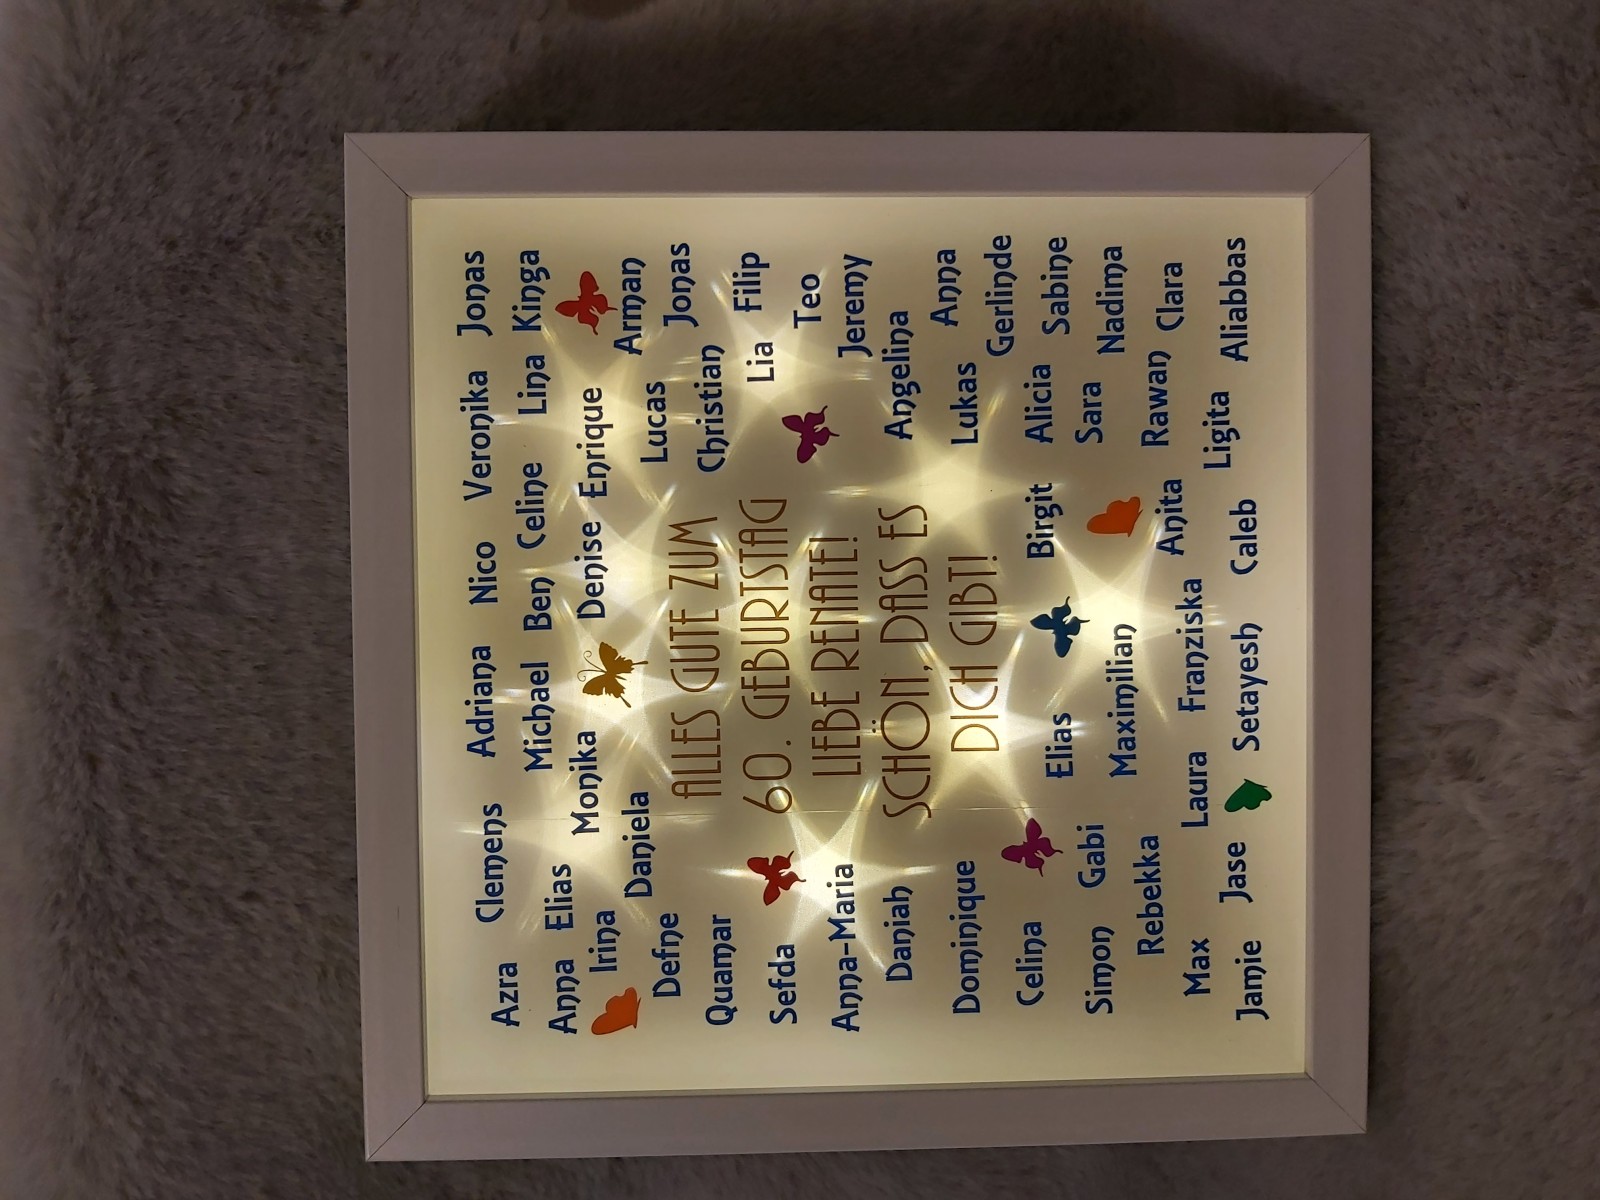 Azra Clemens Adriana Nico Veronika Jonas
Anna Elias Michael Ben Celine Lina Kinga
Irina Monika Denise Enrique Arman
Defne Daniela Lucas Jonas
Quamar Christian Filip
Sefda Lia Teo
Anna-Maria Jeremy
ALLES GUTE ZUM
60. GEBURTSTAG
LIEBE RENATE!
SCHÖN, DASS ES
DICH GIBT!
Daniah Angelina Anna
Dominique Lukas Gerlinde
Celina Elias Birgit Alicia Sabine
Simon Gabi Maximilian Sara Nadima
Rebekka Anita Rawan Clara
Max Laura Franziska Ligita
Jamie Jase Setayesh Caleb Aliabbas